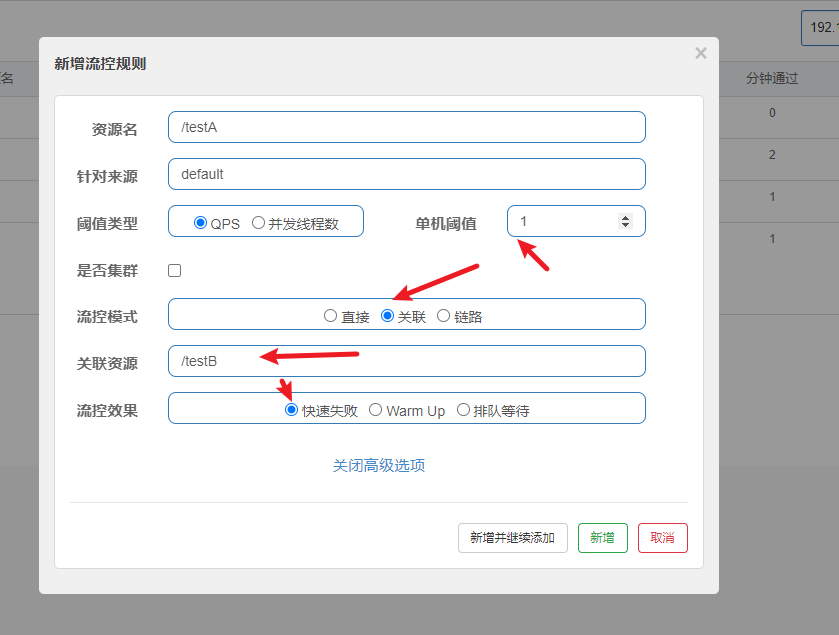 192.1
新增流控规则
×
名
分钟通过
资源名 /testA
0
针对来源 default
2
阈值类型 QPS 并发线程数 单机阈值 1
1
1
是否集群
流控模式 直接 关联 链路
关联资源 /testB
流控效果 快速失败 Warm Up 排队等待
关闭高级选项
新增并继续添加 新增 取消